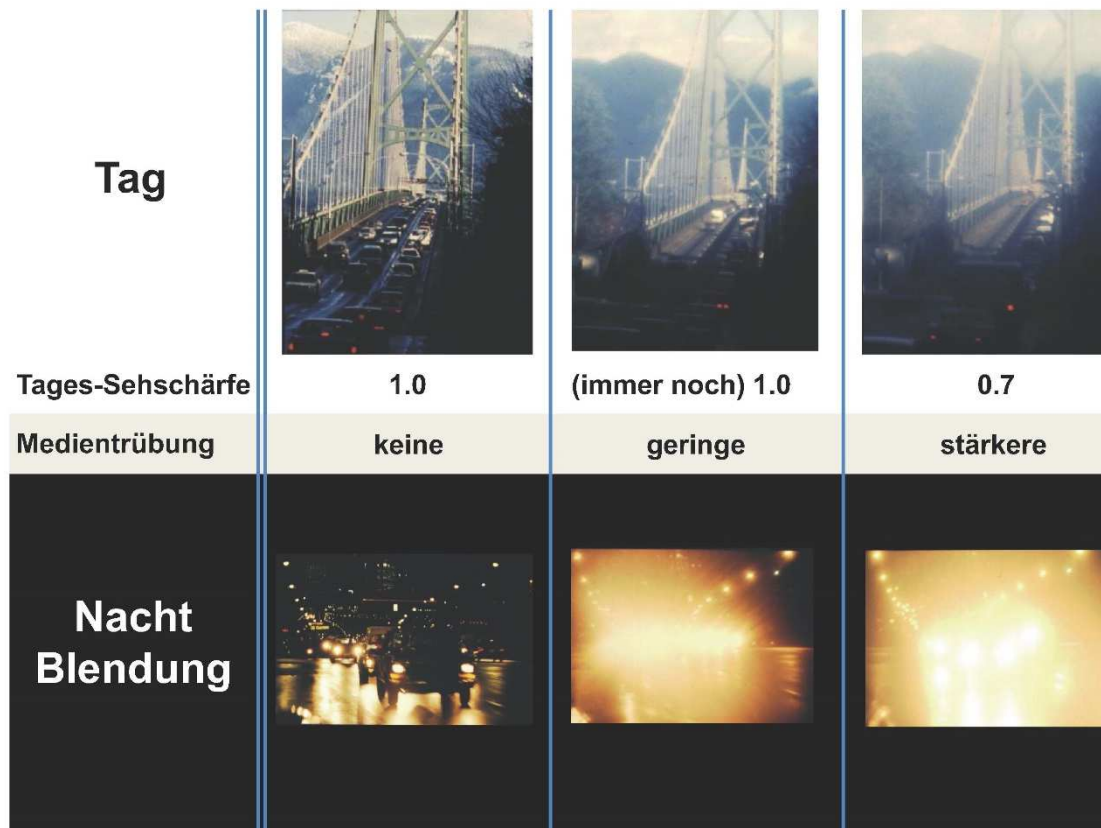 Tag
Tages-Sehschärfe 1.0 (immer noch) 1.0 0.7
Medientrübung keine geringe stärkere
Nacht
Blendung